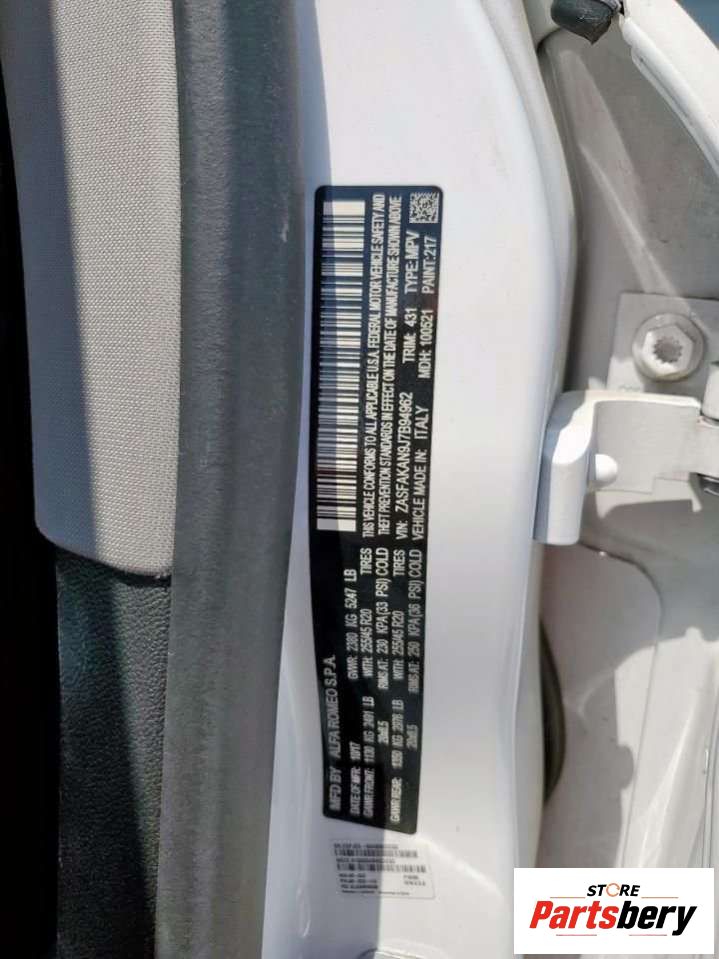 MFD BY ALFA ROMEO S.P.A.
DATE OF MFR: 10/17 GVWR: 2380 KG 5247 LB
GAWR FRONT: 1130 KG 2491 LB WITH: 255/45 R20 TIRES
20x8.5 RIMS AT: 230 KPA (33 PSI) COLD
GAWR REAR: 1350 KG LB WITH: 255/45 R20 TIRES
20x8.5 RIMS AT: 250 KPA (36 PSI) COLD
THIS VEHICLE CONFORMS TO ALL APPLICABLE U.S.A. FEDERAL MOTOR VEHICLE SAFETY AND
THEFT PREVENTION STANDARDS IN EFFECT ON THE DATE OF MANUFACTURE SHOWN ABOVE
VIN: ZASFAKAN9J7B94962 TRIM: 431 TYPE:MPV
VEHICLE MADE IN: ITALY MDH: 100521 PAINT:217
STORE
Partsbery